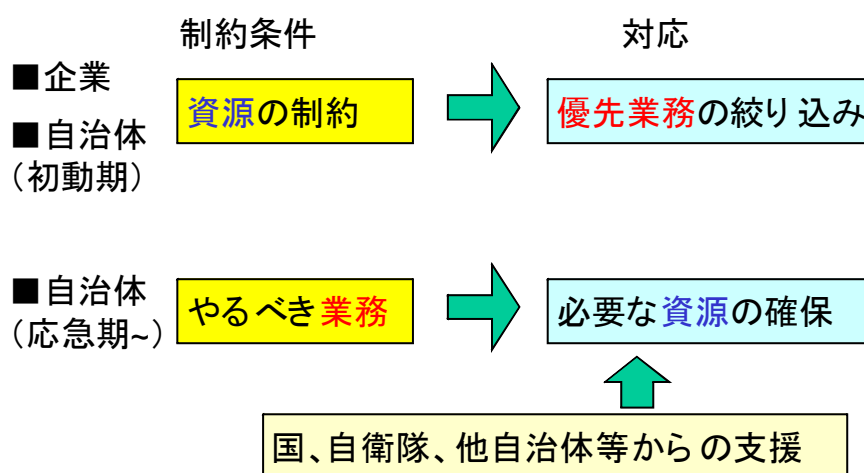 制約条件
対応
■企業
■自治体
(初動期)
資源の制約
優先業務の絞り込み
■自治体
(応急期~)
やるべき業務
必要な資源の確保
国、自衛隊、他自治体等からの支援